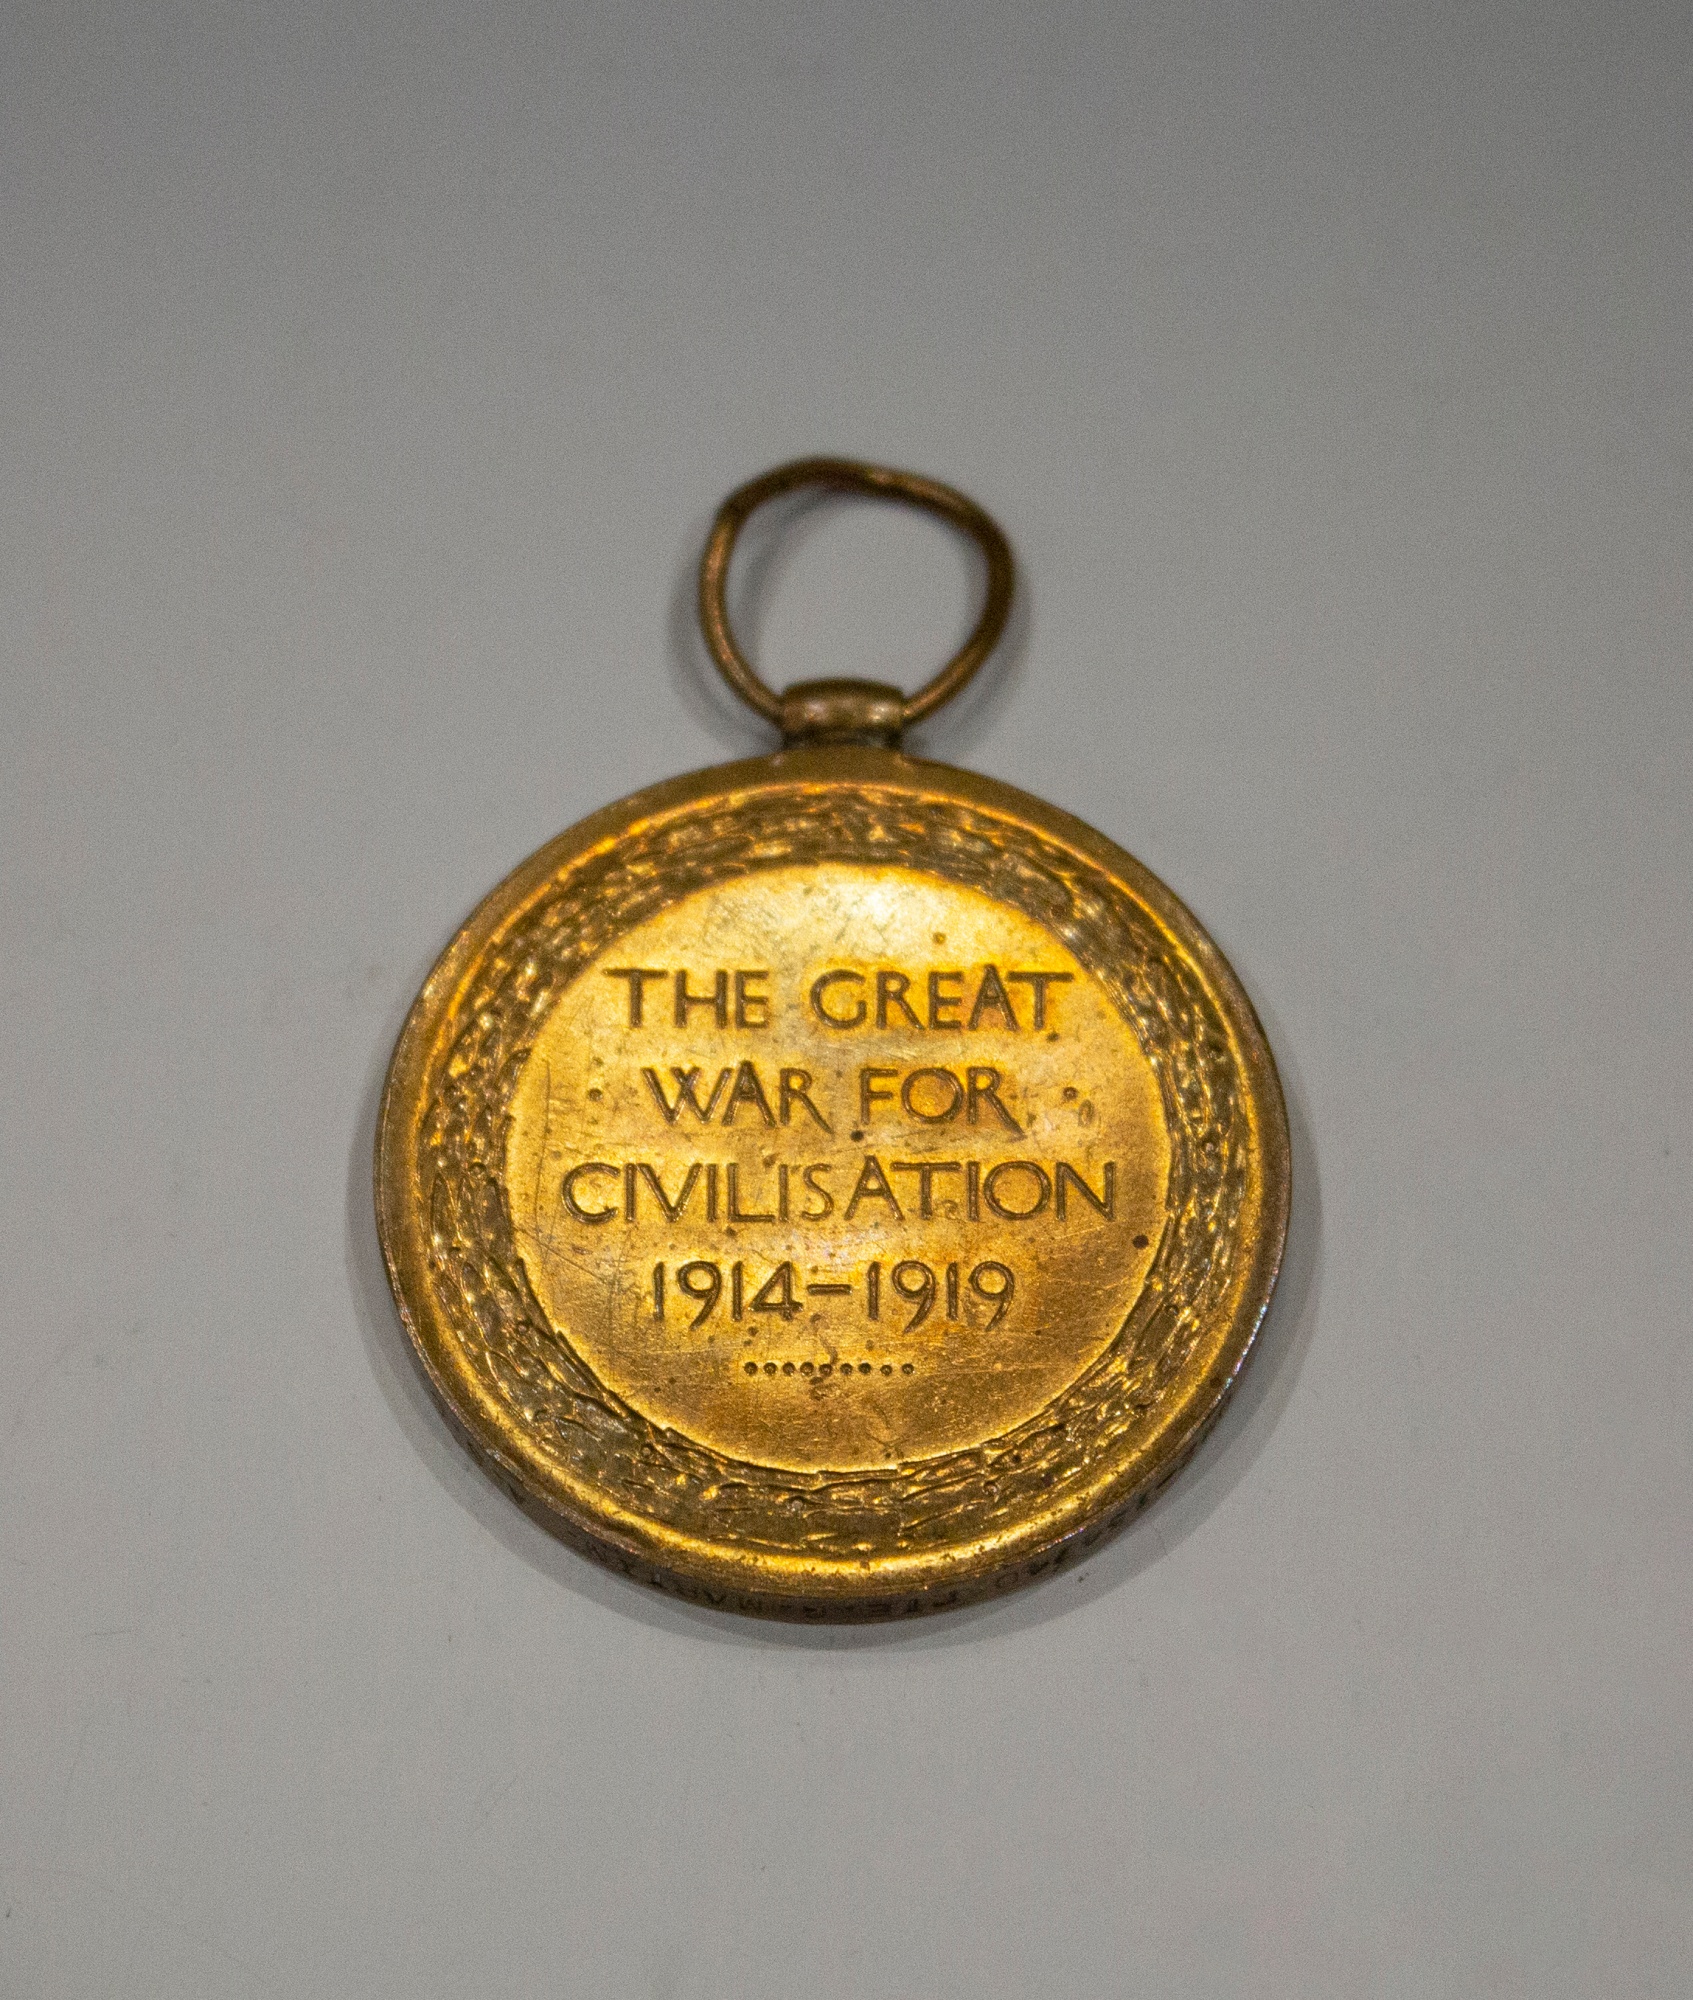 THE GREAT
WAR FOR
CIVILISATION
1914-1919